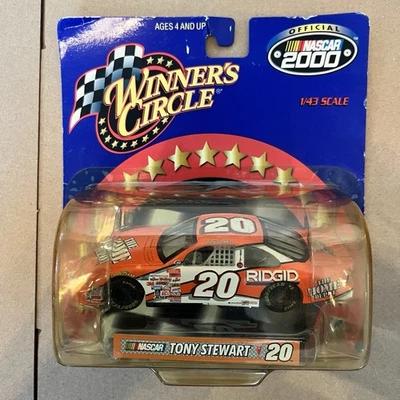 AGES 4 AND UP
OFFICIAL
NASCAR
2000
WINNER'S
CIRCLE
1/43 SCALE
20
20
RIDGID
THE
HOME
DEPOT
NASCAR TONY STEWART 20